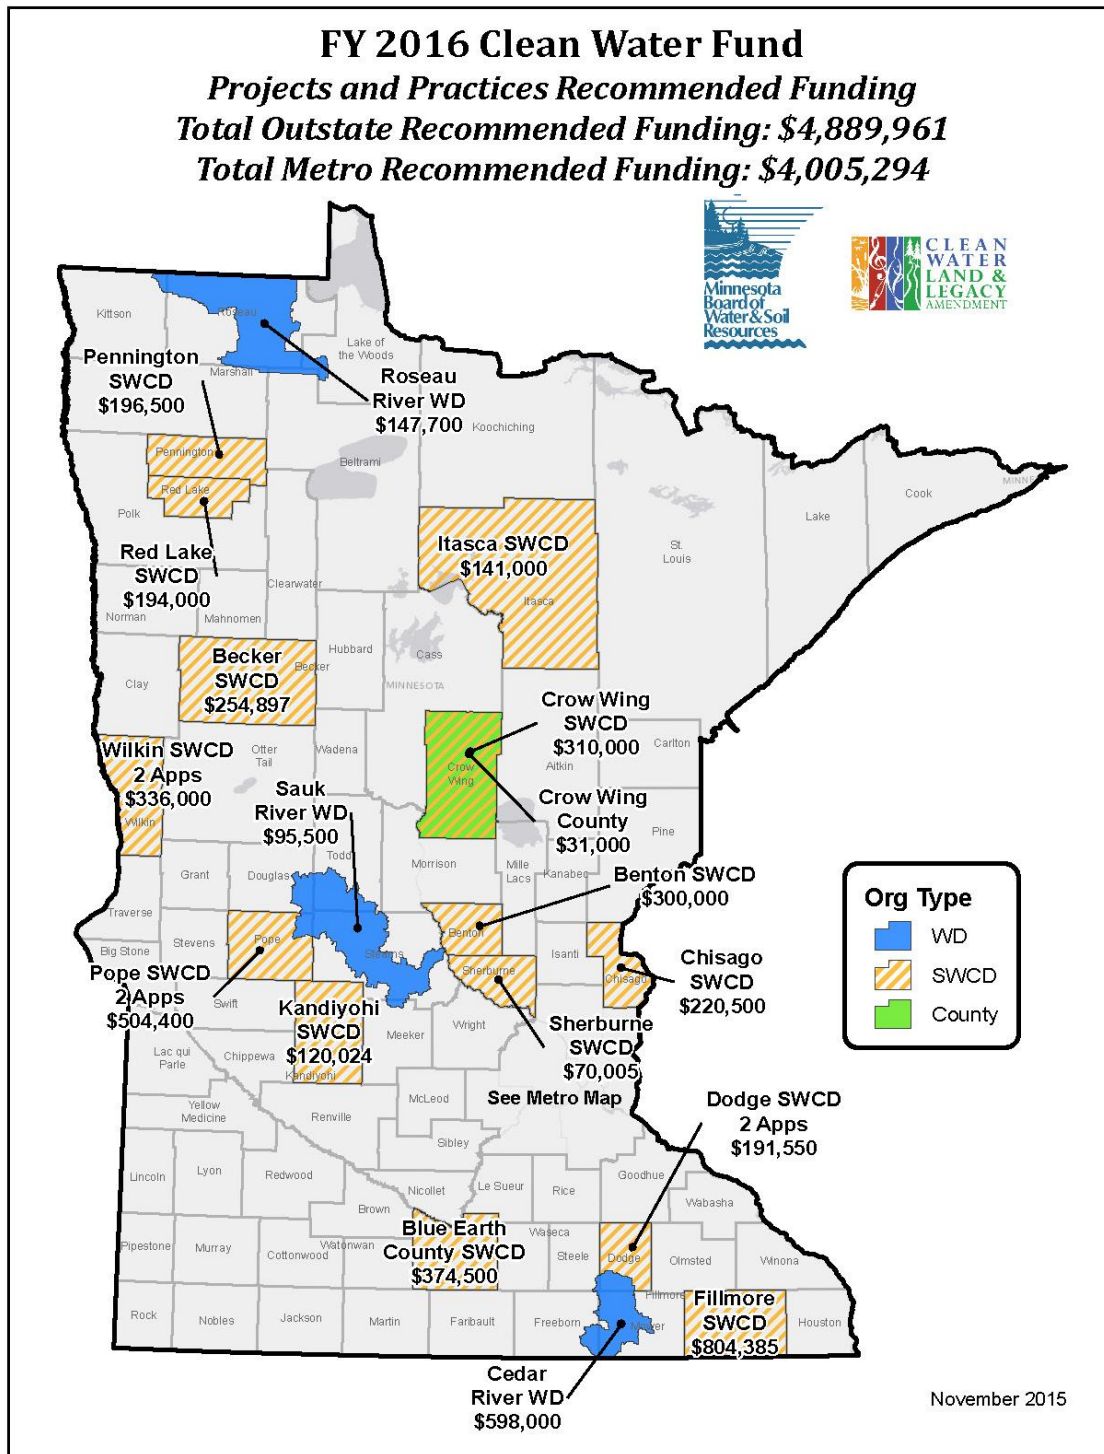 FY 2016 Clean Water Fund
Projects and Practices Recommended Funding
Total Outstate Recommended Funding: $4,889,961
Total Metro Recommended Funding: $4,005,294
Minnesota
Board of
Water & Soil
Resources
CLEAN
WATER
LAND &
LEGACY
AMENDMENT
Kittson
Roseau
Lake of
the Woods
Marshall
Pennington
SWCD
$196,500
Roseau
River WD
$147,700
Koochiching
Pennington
Beltrami
Red Lake
Polk
Cook
Lake
St.
Louis
Itasca SWCD
$141,000
Itasca
Red Lake
SWCD
$194,000
Clearwater
Norman
Mahnomen
Hubbard
Cass
MINNESOTA
Becker
SWCD
$254,897
Becker
Clay
Crow Wing
SWCD
$310,000
Carlton
Aitkin
Wilkin SWCD
2 Apps
$336,000
Wilkin
Otter
Tail
Wadena
Crow
Wing
Crow Wing
County
$31,000
Pine
Sauk
River WD
$95,500
Todd
Morrison
Mille
Lacs
Kanabec
Grant
Douglas
Benton SWCD
$300,000
Org Type
WD
SWCD
County
Traverse
Big Stone
Stevens
Pope
Stearns
Benton
Isanti
Sherburne
Chisago
Chisago
SWCD
$220,500
Pope SWCD
2 Apps
$504,400
Swift
Kandiyohi
SWCD
$120,024
Kandiyohi
Meeker
Wright
Sherburne
SWCD
$70,005
Lac qui
Parle
Chippewa
See Metro Map
McLeod
Yellow
Medicine
Renville
Sibley
Dodge SWCD
2 Apps
$191,550
Lincoln
Lyon
Redwood
Nicollet
Le Sueur
Rice
Goodhue
Wabasha
Brown
Blue Earth
County SWCD
$374,500
Pipestone
Murray
Cottonwood
Watonwan
Waseca
Steele
Dodge
Olmsted
Winona
Fillmore
Fillmore
SWCD
$804,385
Rock
Nobles
Jackson
Martin
Faribault
Freeborn
Mower
Houston
Cedar
River WD
$598,000
November 2015